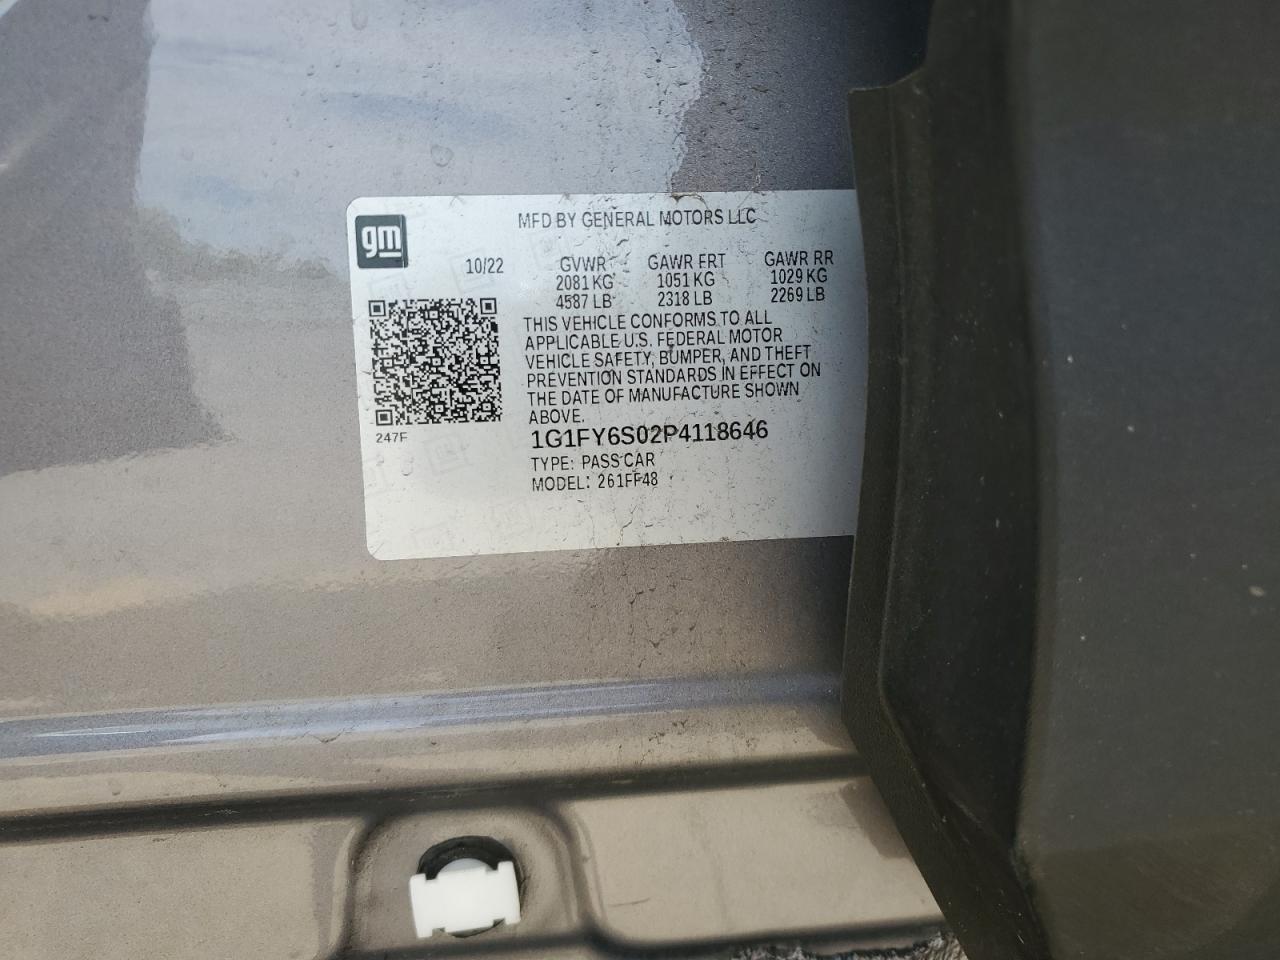 gm
MFD BY GENERAL MOTORS LLC
10/22 GVWR GAWR FRT GAWR RR
2081 KG 1051 KG 1029 KG
4587 LB 2318 LB 2269 LB
THIS VEHICLE CONFORMS TO ALL
APPLICABLE U.S. FEDERAL MOTOR
VEHICLE SAFETY, BUMPER, AND THEFT
PREVENTION STANDARDS IN EFFECT ON
THE DATE OF MANUFACTURE SHOWN
ABOVE.
247F
1G1FY6S02P4118646
TYPE: PASS CAR
MODEL: 261FF48